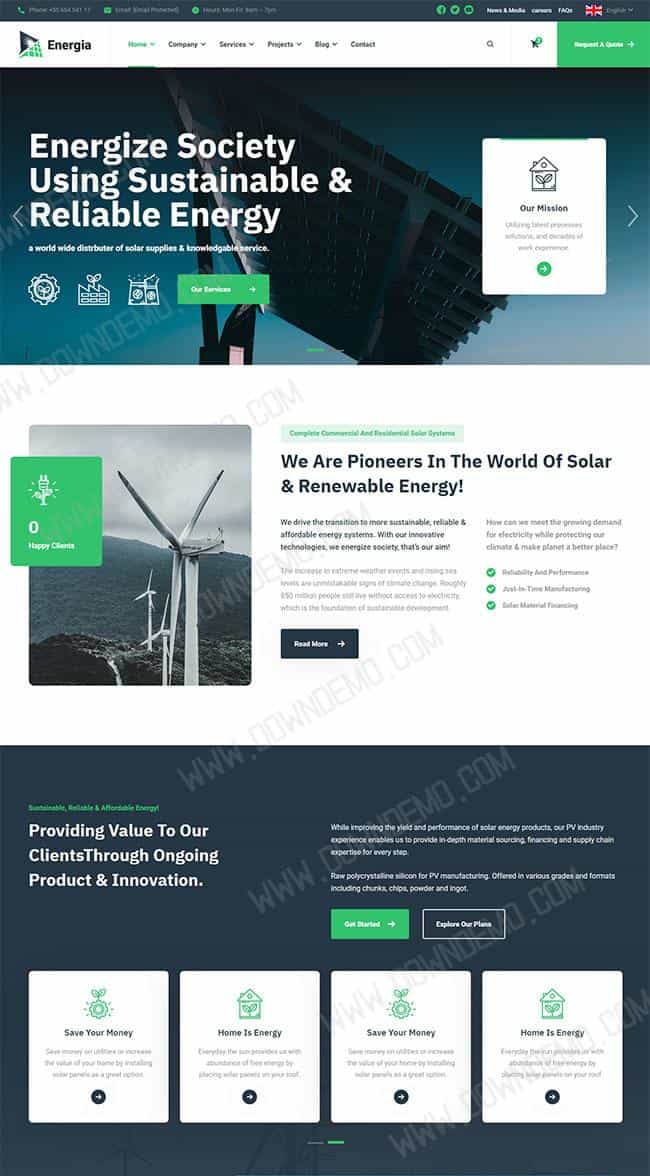 Phone: +55 654 541 17
Email: [Email Protected]
Hours: Mon-Fri: 8am – 7pm
News & Media
careers
FAQs
English
Energia
Home
Company
Services
Projects
Blog
Contact
2
Request A Quote
Energize Society
Using Sustainable &
Reliable Energy
a world wide distrbuter of solar supplies & knowledgable service.
Our Services
Our Mission
Utilizing latest processes
solutions, and decades of
work experience.
0
Happy Clients
Complete Commercial And Residential Solar Systems
We Are Pioneers In The World Of Solar
& Renewable Energy!
We drive the transition to more sustainable, reliable &
affordable energy systems. With our innovative
technologies, we energize society, that's our aim!
The increase in extreme weather events and rising sea
levels are unmistakable signs of climate change. Roughly
850 million people still live without access to electricity,
which is the foundation of sustainable development.
Read More
How can we meet the growing demand
for electricity while protecting our
climate & make planet a better place?
Reliability And Performance
Just-In-Time Manufacturing
Solar Material Financing
Sustainable, Reliable & Affordable Energy!
Providing Value To Our
ClientsThrough Ongoing
Product & Innovation.
While improving the yield and performance of solar energy products, our PV industry
experience enables us to provide in-depth material sourcing, financing and supply chain
expertise for every step.
Raw polycrystalline silicon for PV manufacturing. Offered in various grades and formats
including chunks, chips, powder and ingot.
Get Started
Explore Our Plans
Save Your Money
Save money on utilities or increase
the value of your home by installing
solar panels as a great option.
Home Is Energy
Everyday the sun provides us with
abundance of free energy by
placing solar panels on your roof.
Save Your Money
Save money on utilities or increase
the value of your home by installing
solar panels as a great option.
Home Is Energy
Everyday the sun provides us with
abundance of free energy by
placing solar panels on your roof
WWW.DOWNDEMO.COM
WWW.DOWNDEMO.COM
WWW.DOWNDEMO.COM
WWW.DOWNDEMO.COM
WWW.DOWNDEMO.COM
WWW.DOWNDEMO.COM